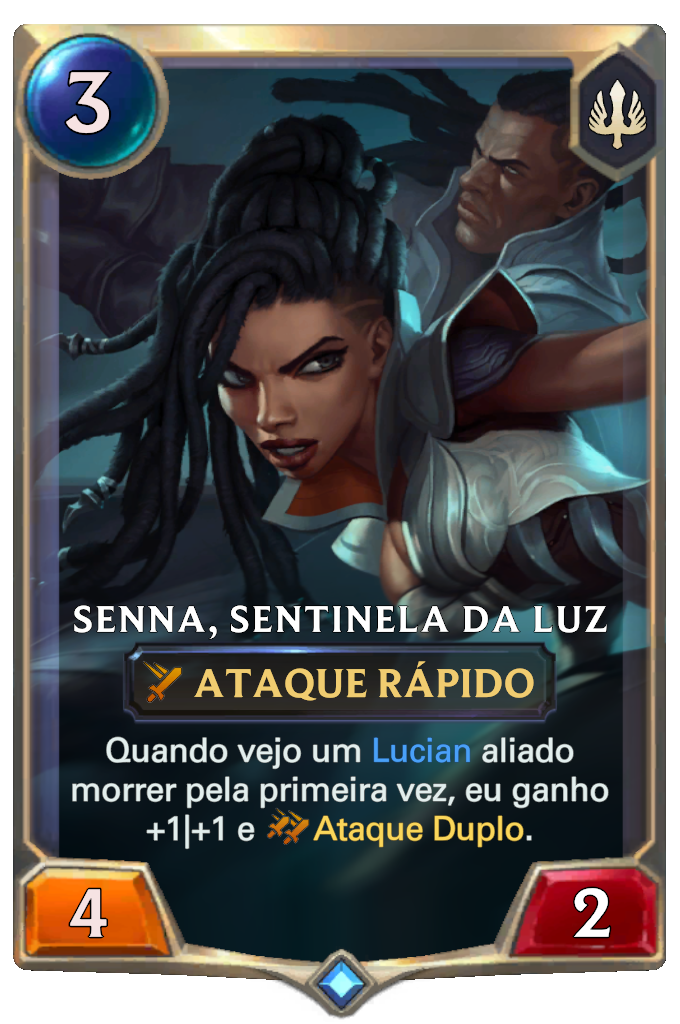 3
SENNA, SENTINELA DA LUZ
ATAQUE RÁPIDO
Quando vejo um Lucian aliado
morrer pela primeira vez, eu ganho
+1|+1 e Ataque Duplo.
4
2